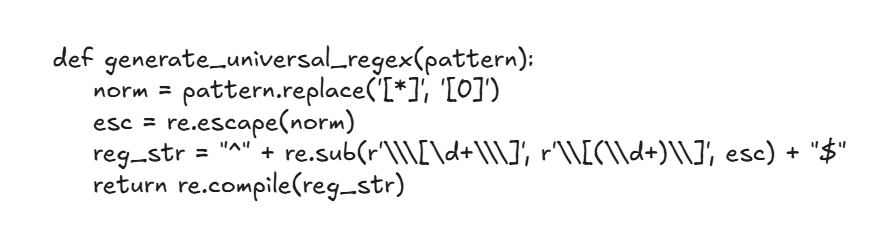 def generate_universal_regex(pattern):
norm = pattern.replace('[*]', '[0]')
esc = re.escape(norm)
reg_str = "^" + re.sub(r'\\\[\d+\\\]', r'\\[(\\d+)\\]', esc) + "$"
return re.compile(reg_str)